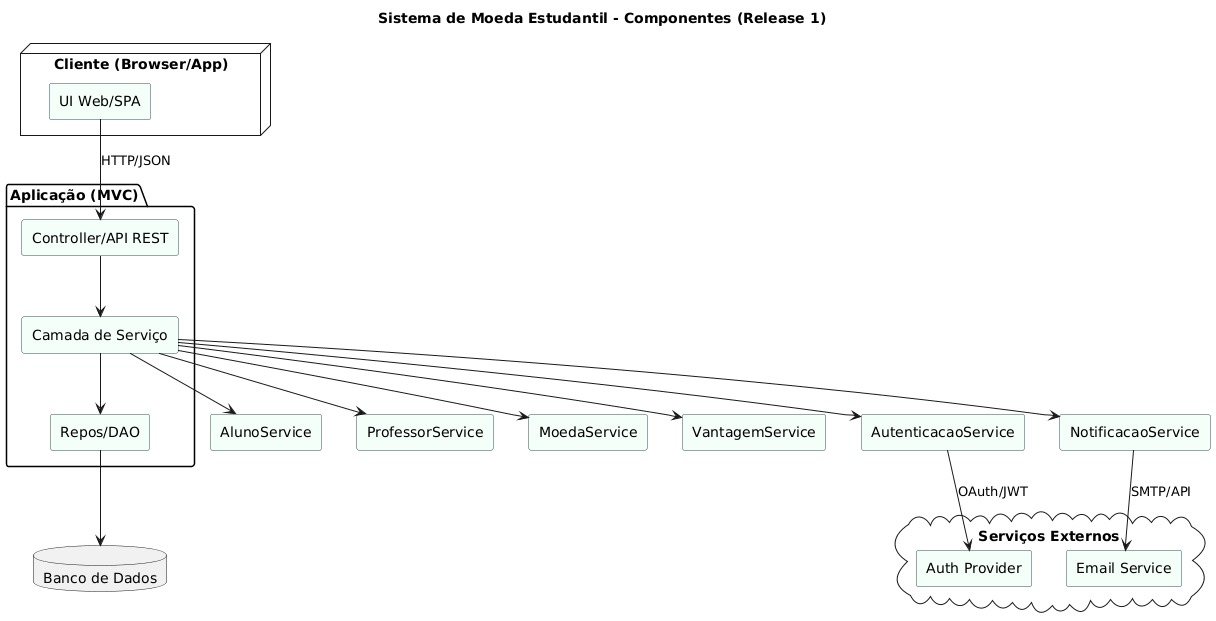 Sistema de Moeda Estudantil - Componentes (Release 1)
Cliente (Browser/App)
UI Web/SPA
HTTP/JSON
Aplicação (MVC)
Controller/API REST
Camada de Serviço
Repos/DAO
AlunoService
ProfessorService
MoedaService
VantagemService
AutenticacaoService
NotificacaoService
OAuth/JWT
SMTP/API
Serviços Externos
Auth Provider
Email Service
Banco de Dados